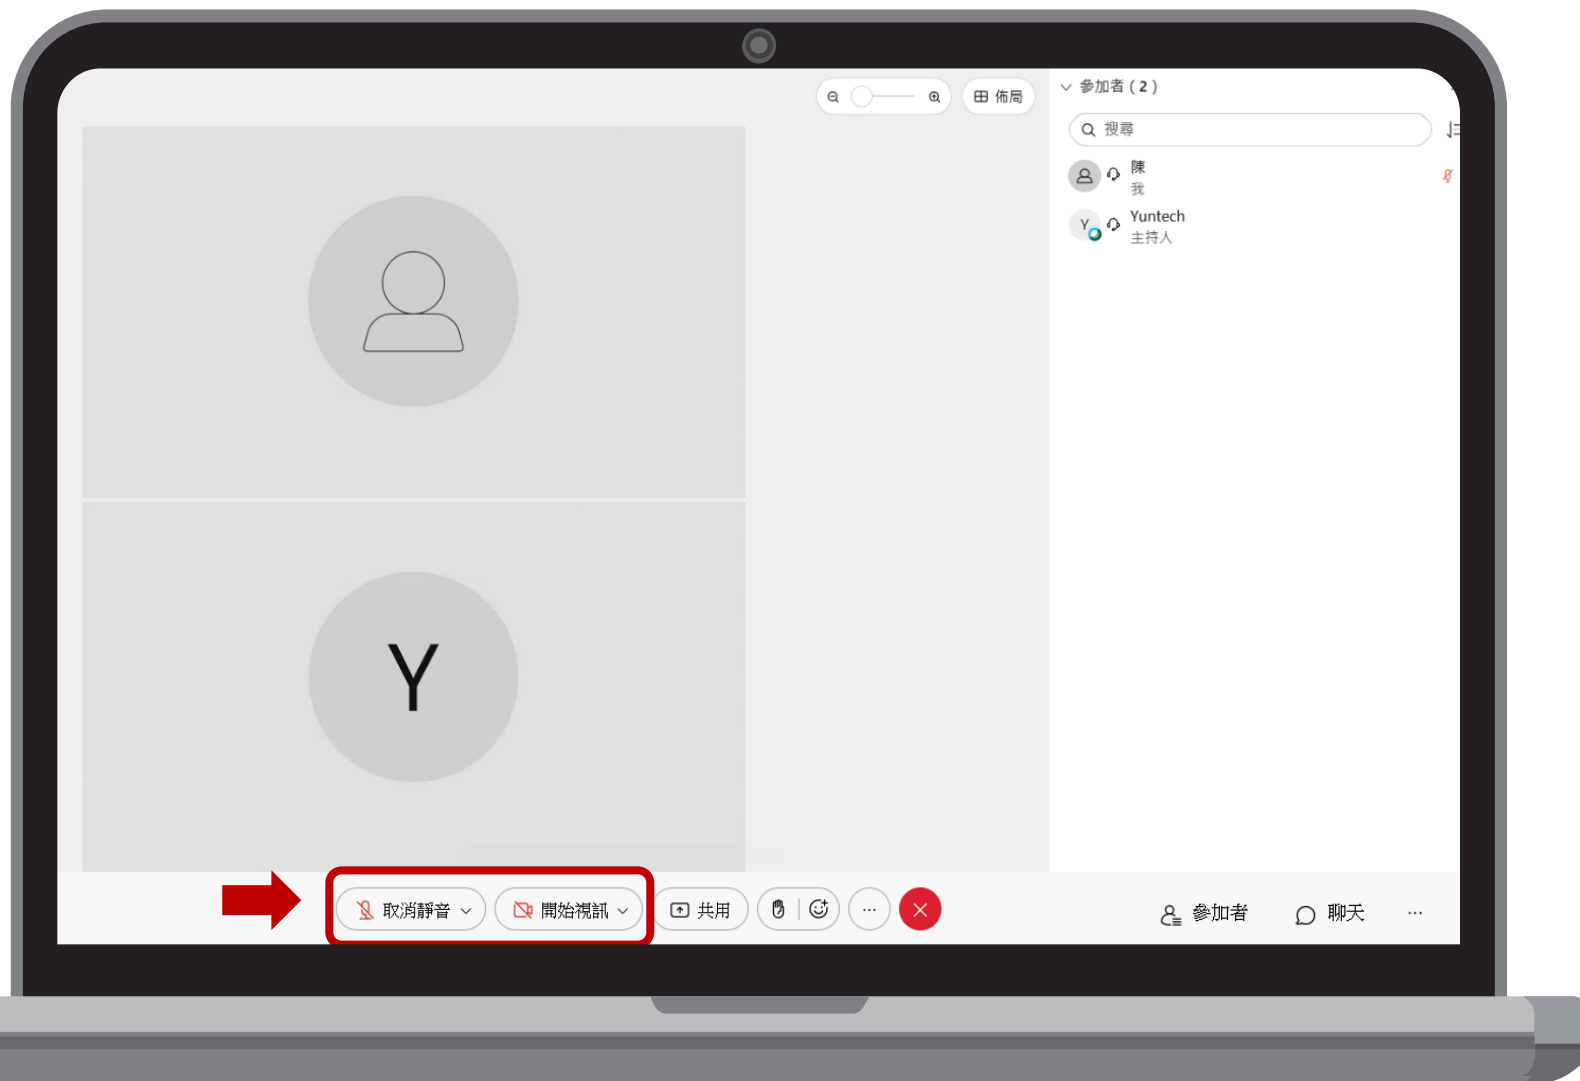 佈局
參加者 ( 2 )
搜尋
陳
我
Y
Yuntech
主持人
Y
取消靜音
開始視訊
共用
參加者
聊天